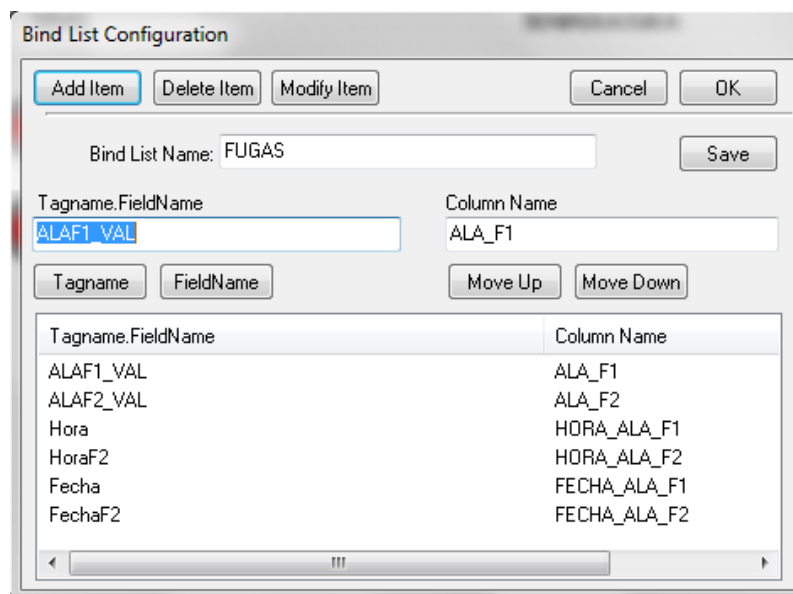 Bind List Configuration
Add Item Delete Item Modify Item Cancel OK
Bind List Name: FUGAS Save
Tagname.FieldName Column Name
ALAF1_VAL ALA_F1
Tagname FieldName Move Up Move Down
Tagname.FieldName Column Name
ALAF1_VAL ALA_F1
ALAF2_VAL ALA_F2
Hora HORA_ALA_F1
HoraF2 HORA_ALA_F2
Fecha FECHA_ALA_F1
FechaF2 FECHA_ALA_F2